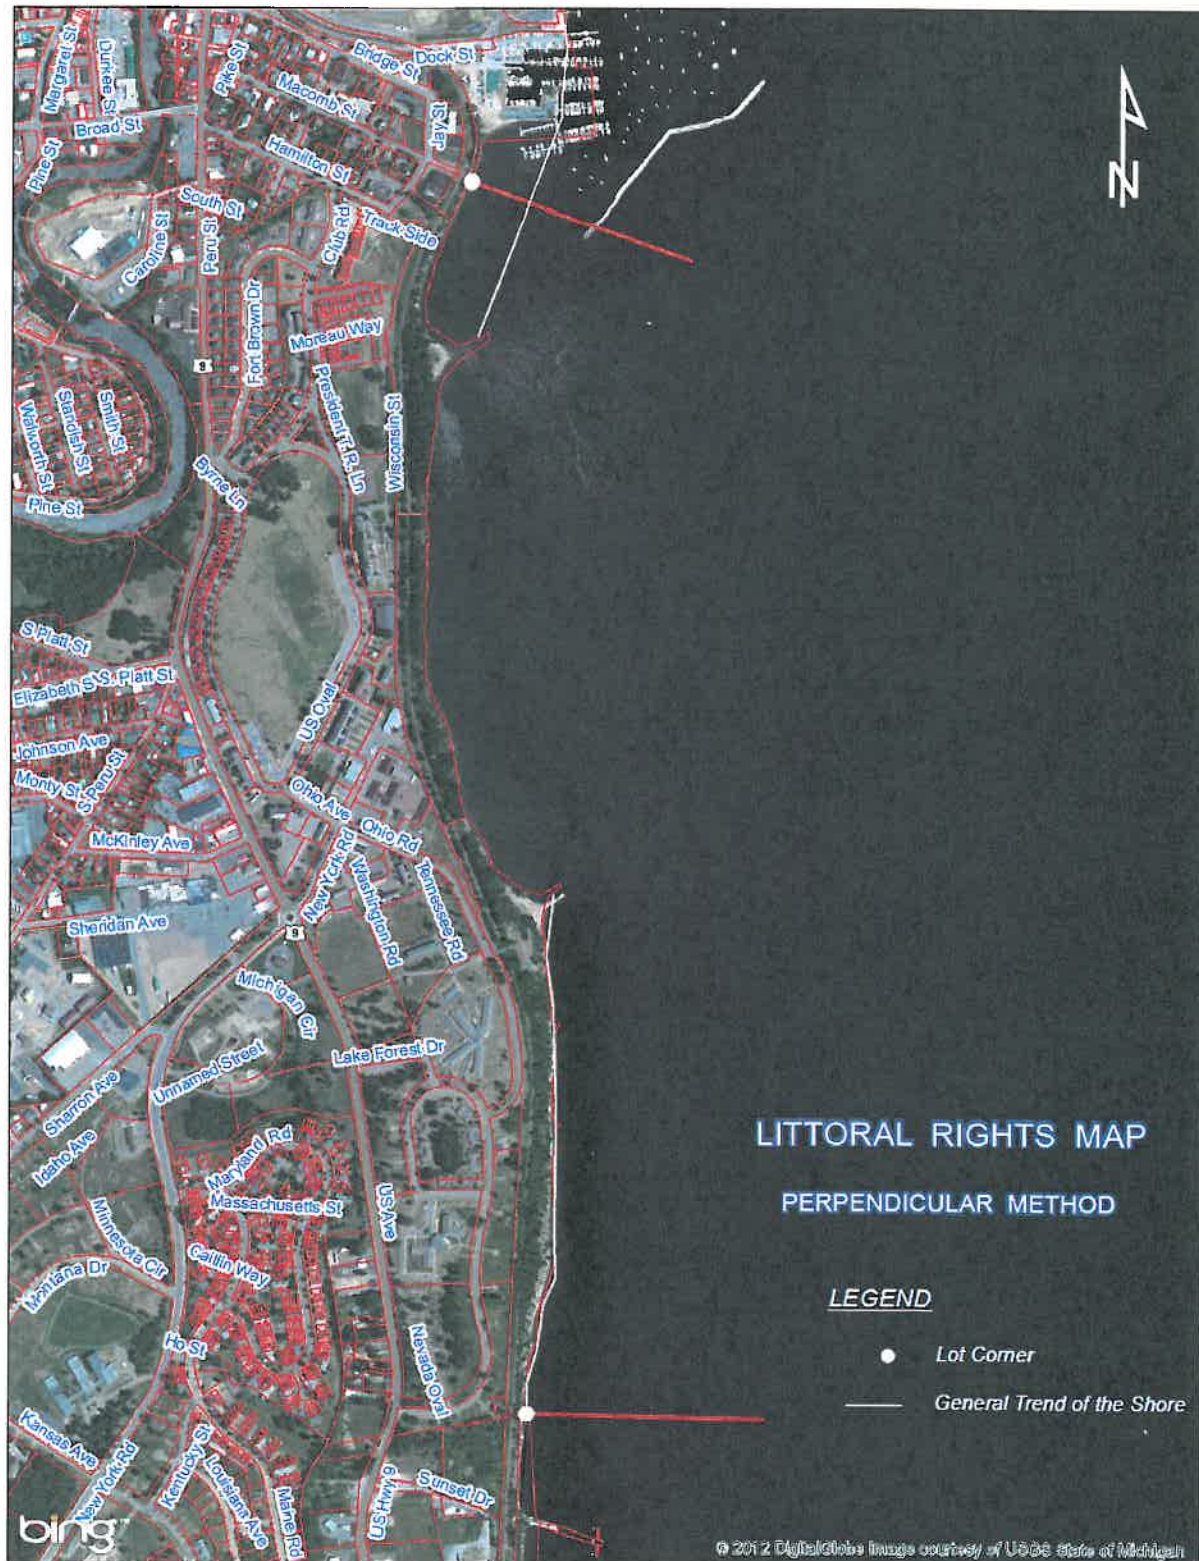 Margaret St
Durkee St
Pike St
Bridge St
Dock St
Macomb St
Jay St
Broad St
Pine St
Hamilton St
South St
Caroline St
Peru St
Club Rd
Track Side
N
Fort Brown Dr
Moreau Way
9
President T.R. Ln
Wisconsin St
Smith St
Standish St
Walworth St
Pine St
Byrne Ln
S Platt St
Elizabeth S
S. Platt St
US Oval
Johnson Ave
Monty St
S Peru St
McKinley Ave
Ohio Ave
Ohio Rd
New York Rd
Washington Rd
Tennessee Rd
Sheridan Ave
9
Michigan Cir
Lake Forest Dr
Unnamed Street
Sharron Ave
Idaho Ave
LITTORAL RIGHTS MAP
PERPENDICULAR METHOD
Maryland Rd
Massachusetts St
US Ave
Minnesota Cir
Caitlin Way
Montana Dr
LEGEND
Lot Corner
General Trend of the Shore
Ho St
Nevada Oval
Kansas Ave
New York Rd
Kentucky St
Louisiana Ave
Maine Rd
US Hwy 9
Sunset Dr
bing™
© 2012 DigitalGlobe Image courtesy of USGS State of Michigan